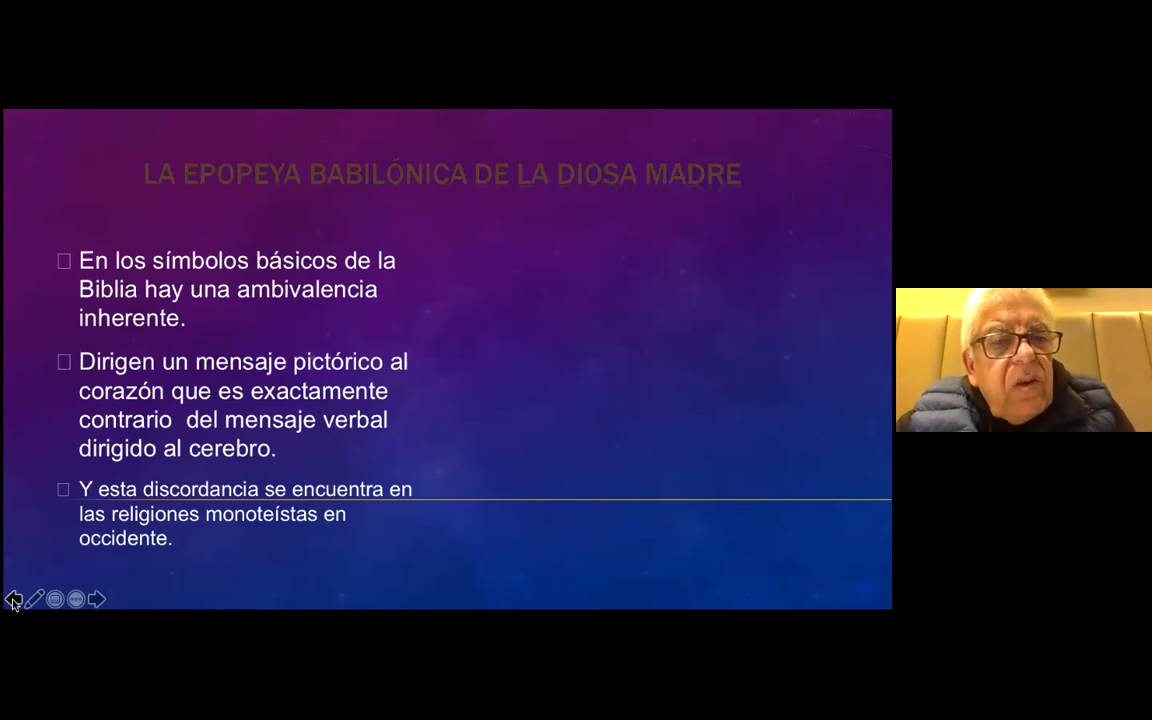 LA EPOPEYA BABILÓNICA DE LA DIOSA MADRE
En los símbolos básicos de la
Biblia hay una ambivalencia
inherente.
Dirigen un mensaje pictórico al
corazón que es exactamente
contrario  del mensaje verbal
dirigido al cerebro.
Y esta discordancia se encuentra en
las religiones monoteístas en
occidente.